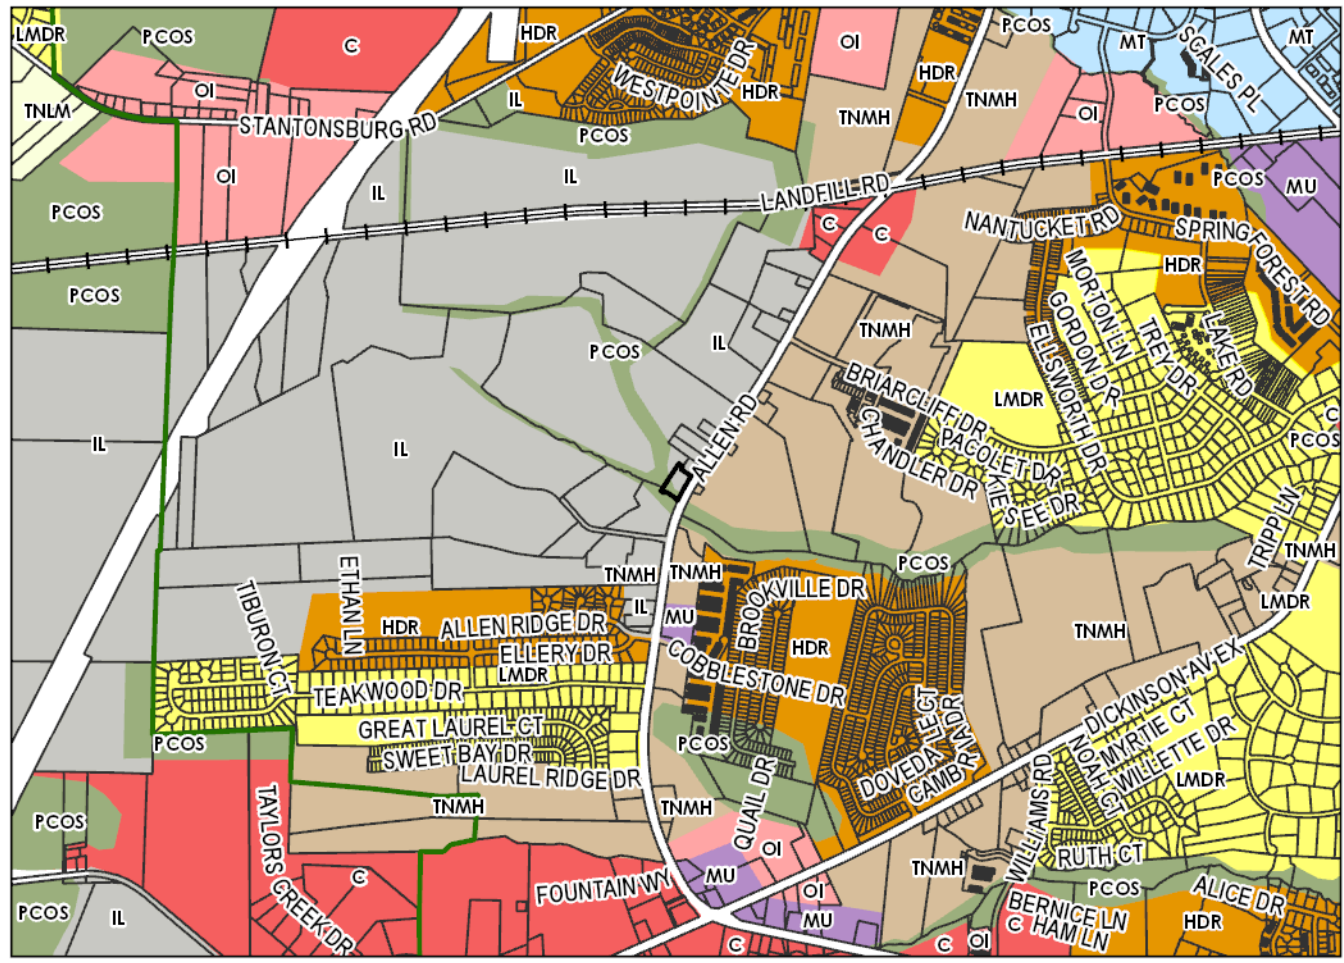 LMDR
PCOS
C
HDR
OI
PCOS
MT
SCALES PL
MT
TNLM
OI
IL
WESTPOINTE DR
HDR
HDR
TNMH
TNMH
OI
PCOS
STANTONSBURG RD
PCOS
OI
IL
IL
LANDFILL RD
PCOS
MU
PCOS
C
C
NANTUCKET RD
SPRING FOREST RD
HDR
PCOS
MORTON LN
GORDON DR
ELLSWORTH DR
TREY DR
LAKE RD
TNMH
PCOS
IL
BRIARCLIFF DR
LMDR
C
ALLEN RD
CHANDLER DR
PACOLET DR
KIESEE DR
PCOS
IL
IL
TRIPP LN
TNMH
PCOS
ETHAN LN
TNMH
TNMH
TIBURON CT
IL
MU
BROOKVILLE DR
LMDR
HDR
ALLEN RIDGE DR
HDR
TNMH
ELLERY DR
LMDR
COBBLESTONE DR
TEAKWOOD DR
DICKINSON AV EX
GREAT LAUREL CT
PCOS
PCOS
SWEET BAY DR
LAUREL RIDGE DR
DOVEDALE CT
CAMBRIA DR
NOAH CT
MYRTIE CT
WILLETTE DR
LMDR
TNMH
TNMH
QUAIL DR
WILLIAMS RD
PCOS
TAYLORS CREEK DR
C
OI
RUTH CT
TNMH
FOUNTAIN WY
MU
OI
PCOS
ALICE DR
PCOS
IL
MU
BERNICE LN
HDR
C
C
OI
C
HAM LN